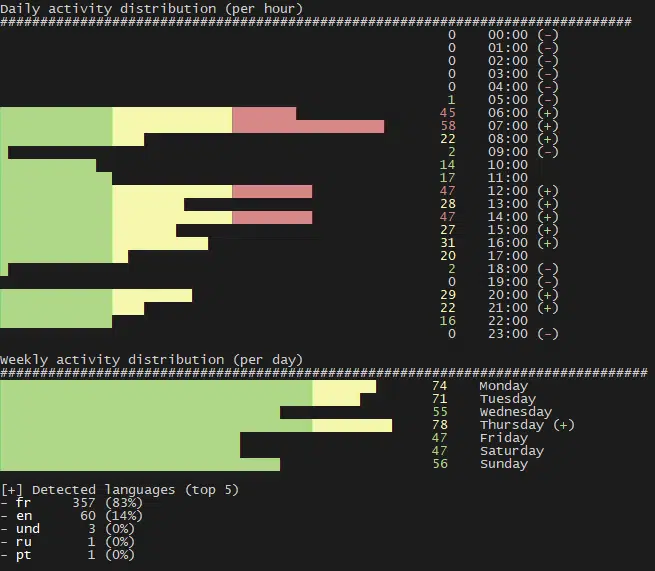 Daily activity distribution (per hour)
###############################################################################
0 00:00 (-)
0 01:00 (-)
0 02:00 (-)
0 03:00 (-)
0 04:00 (-)
1 05:00 (-)
45 06:00 (+)
58 07:00 (+)
22 08:00 (+)
2 09:00 (-)
14 10:00
17 11:00
47 12:00 (+)
28 13:00 (+)
47 14:00 (+)
27 15:00 (+)
31 16:00 (+)
20 17:00
2 18:00 (-)
0 19:00 (-)
29 20:00 (+)
22 21:00 (+)
16 22:00
0 23:00 (-)
Weekly activity distribution (per day)
#################################################################################
74 Monday
71 Tuesday
55 Wednesday
78 Thursday (+)
47 Friday
47 Saturday
56 Sunday
[+] Detected languages (top 5)
- fr 357 (83%)
- en 60 (14%)
- und 3 (0%)
- ru 1 (0%)
- pt 1 (0%)